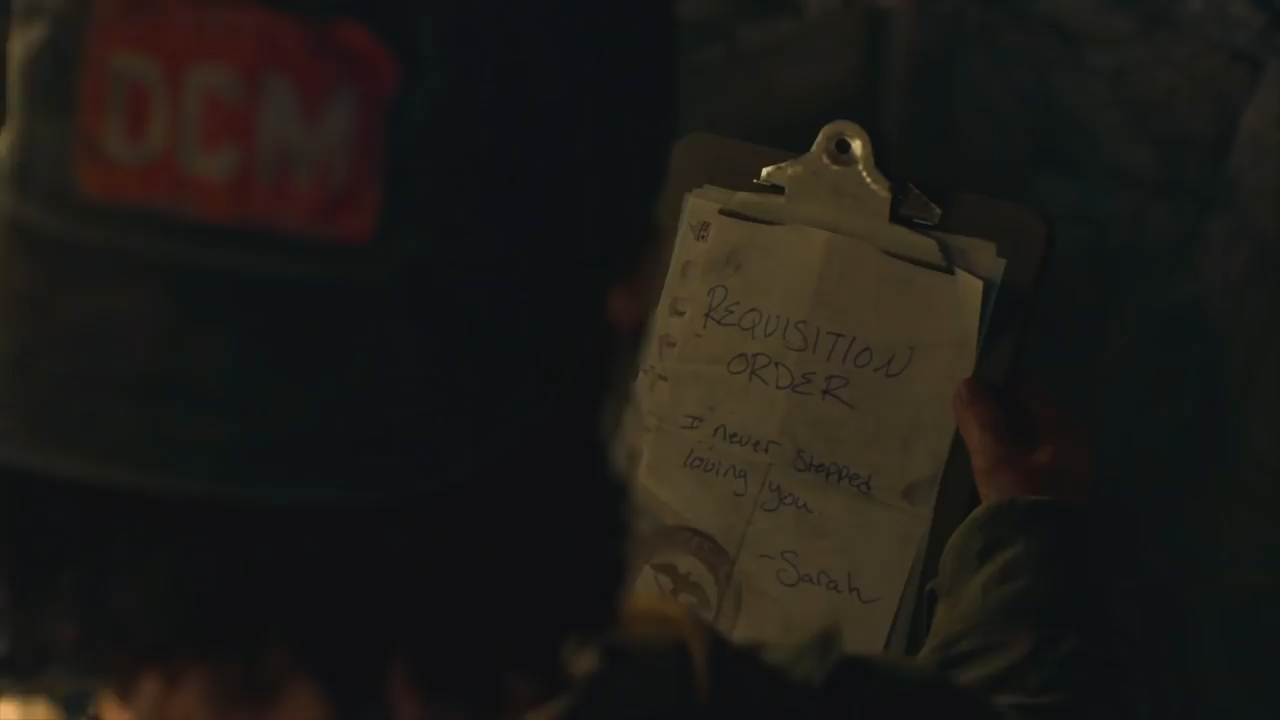 DCM
REQUISITION
ORDER
I never stopped
loving you
-Sarah